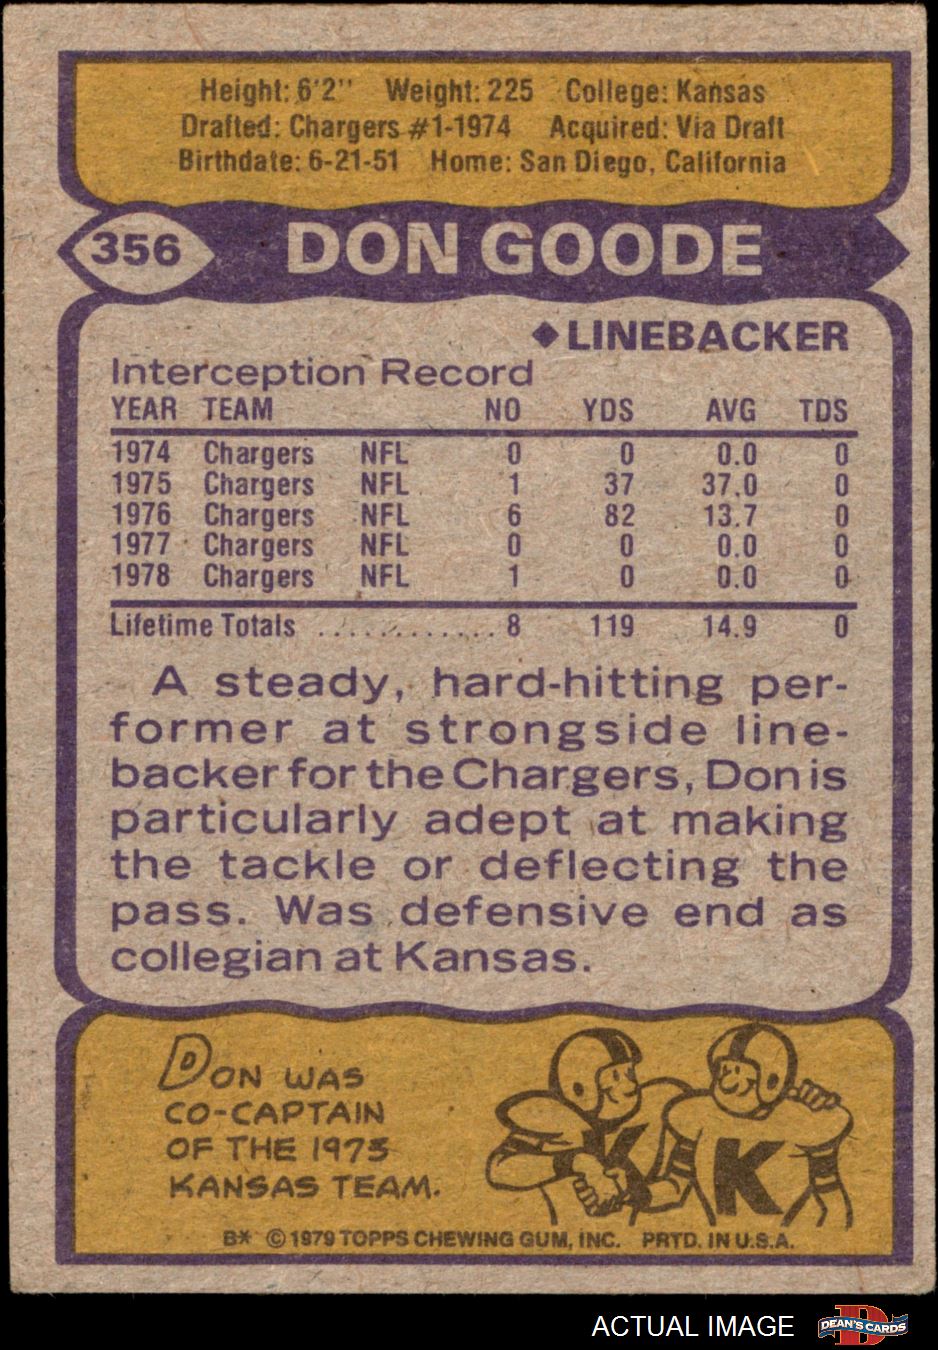 Height: 6'2" Weight: 225 College: Kansas
Drafted: Chargers #1-1974 Acquired: Via Draft
Birthdate: 6-21-51 Home: San Diego, California
356 DON GOODE
◆LINEBACKER
Interception Record
YEAR TEAM NO YDS AVG TDS
1974 Chargers NFL 0 0 0.0 0
1975 Chargers NFL 1 37 37.0 0
1976 Chargers NFL 6 82 13.7 0
1977 Chargers NFL 0 0 0.0 0
1978 Chargers NFL 1 0 0.0 0
Lifetime Totals ............ 8 119 14.9 0
A steady, hard-hitting per-
former at strongside line-
backer for the Chargers, Don is
particularly adept at making
the tackle or deflecting the
pass. Was defensive end as
collegian at Kansas.
DON WAS
CO-CAPTAIN
OF THE 1973
KANSAS TEAM.
K K
B* © 1979 TOPPS CHEWING GUM, INC. PRTD. IN U.S.A.
ACTUAL IMAGE DEAN'S CARDS